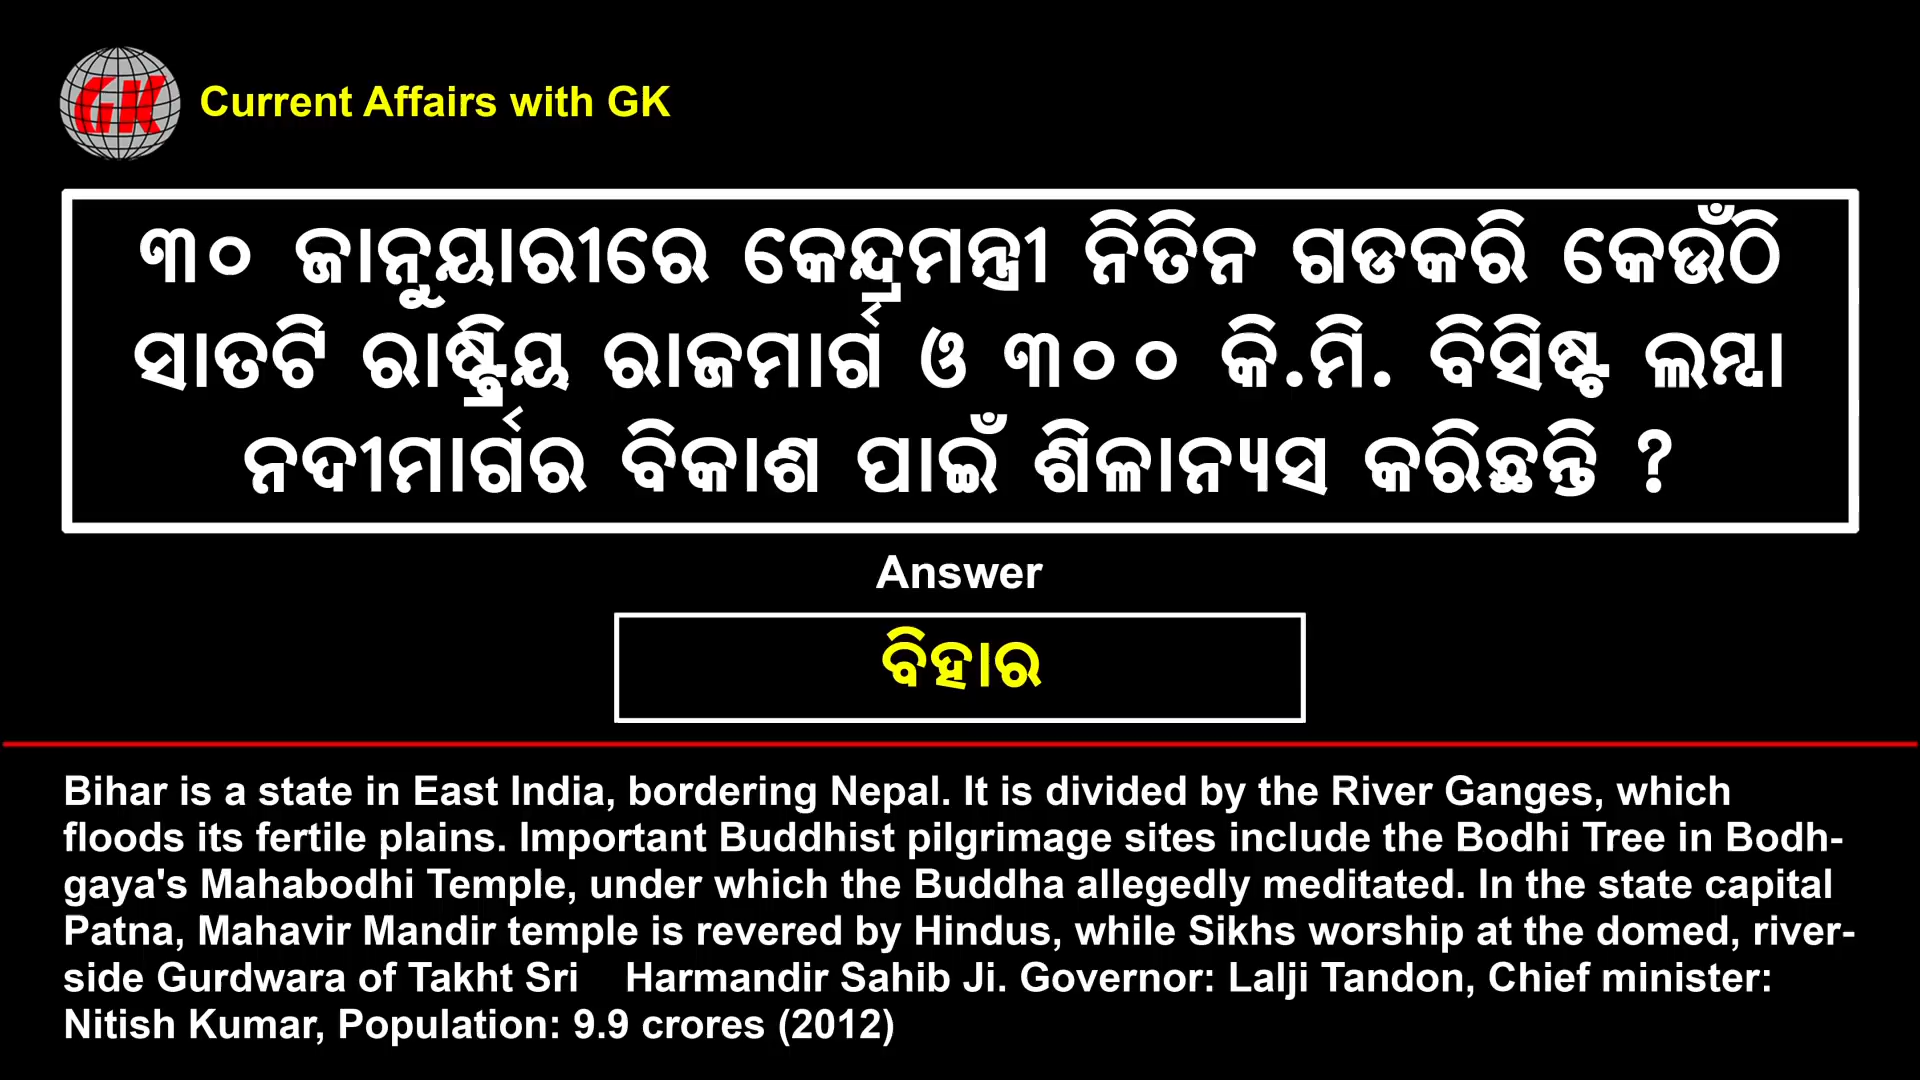 GK
Current Affairs with GK
୩୦ ଜାନୁୟାରୀରେ କେନ୍ଦ୍ରମନ୍ତ୍ରୀ ନିତିନ ଗଡକରି କେଉଁଠି
ସାତଟି ରାଷ୍ଟ୍ରିୟ ରାଜମାର୍ଗ ଓ ୩୦୦ କି.ମି. ବିସିଷ୍ଟ ଲମ୍ୱା
ନଦୀମାର୍ଗର ବିକାଶ ପାଇଁ ଶିଳାନ୍ୟସ କରିଛନ୍ତି ?
Answer
ବିହାର
Bihar is a state in East India, bordering Nepal. It is divided by the River Ganges, which
floods its fertile plains. Important Buddhist pilgrimage sites include the Bodhi Tree in Bodh-
gaya's Mahabodhi Temple, under which the Buddha allegedly meditated. In the state capital
Patna, Mahavir Mandir temple is revered by Hindus, while Sikhs worship at the domed, river-
side Gurdwara of Takht Sri    Harmandir Sahib Ji. Governor: Lalji Tandon, Chief minister:
Nitish Kumar, Population: 9.9 crores (2012)